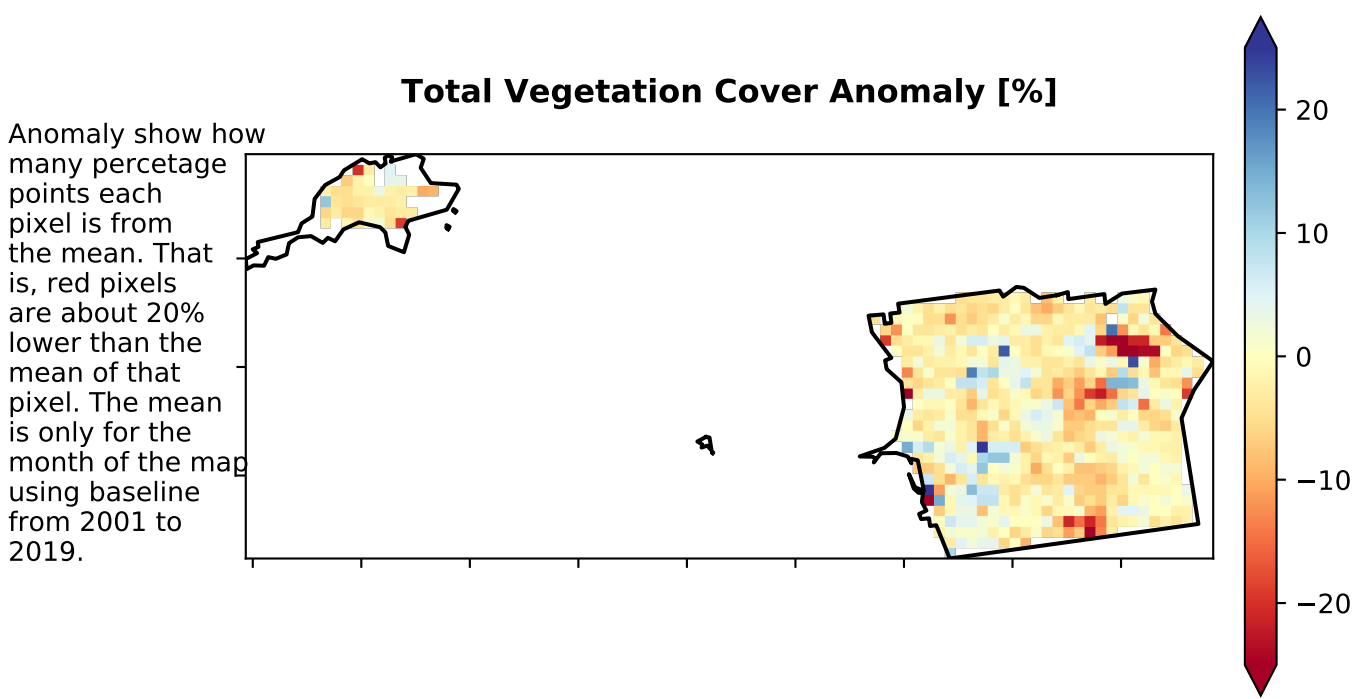 Total Vegetation Cover Anomaly [%]
Anomaly show how
many percetage
points each
pixel is from
the mean. That
is, red pixels
are about 20%
lower than the
mean of that
pixel. The mean
is only for the
month of the map
using baseline
from 2001 to
2019.
20
10
0
−10
−20